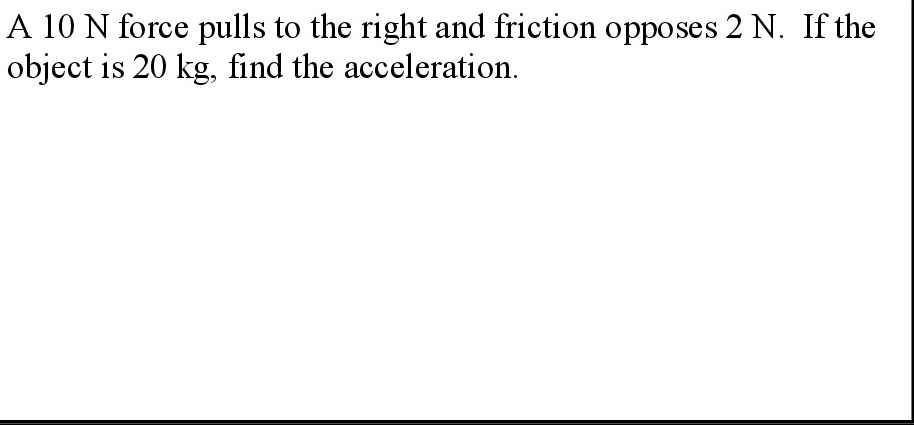 A 10 N force pulls to the right and friction opposes 2 N.  If the
object is 20 kg, find the acceleration.